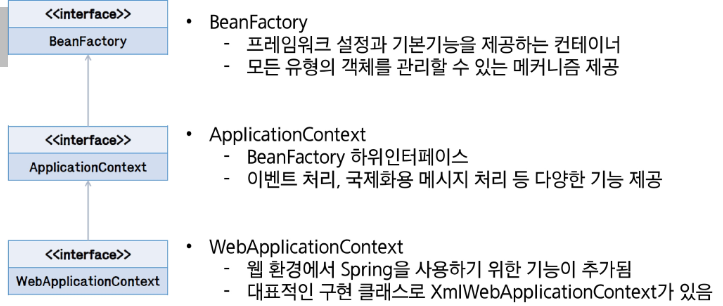 <<interface>>
BeanFactory
• BeanFactory
- 프레임워크 설정과 기본기능을 제공하는 컨테이너
- 모든 유형의 객체를 관리할 수 있는 메커니즘 제공
<<interface>>
ApplicationContext
• ApplicationContext
- BeanFactory 하위인터페이스
- 이벤트 처리, 국제화용 메시지 처리 등 다양한 기능 제공
<<interface>>
WebApplicationContext
• WebApplicationContext
- 웹 환경에서 Spring을 사용하기 위한 기능이 추가됨
- 대표적인 구현 클래스로 XmlWebApplicationContext가 있음